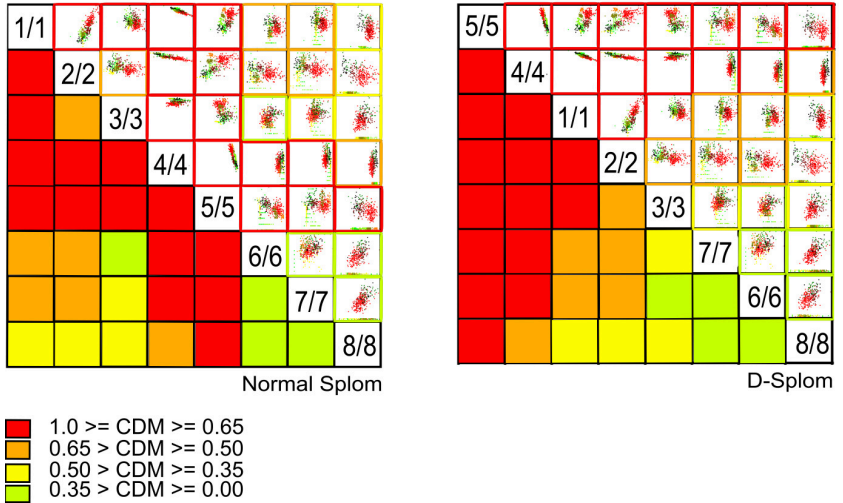 1/1
2/2
3/3
4/4
5/5
6/6
7/7
8/8
Normal Splom
5/5
4/4
1/1
2/2
3/3
7/7
6/6
8/8
D-Splom
1.0 >= CDM >= 0.65
0.65 > CDM >= 0.50
0.50 > CDM >= 0.35
0.35 > CDM >= 0.00